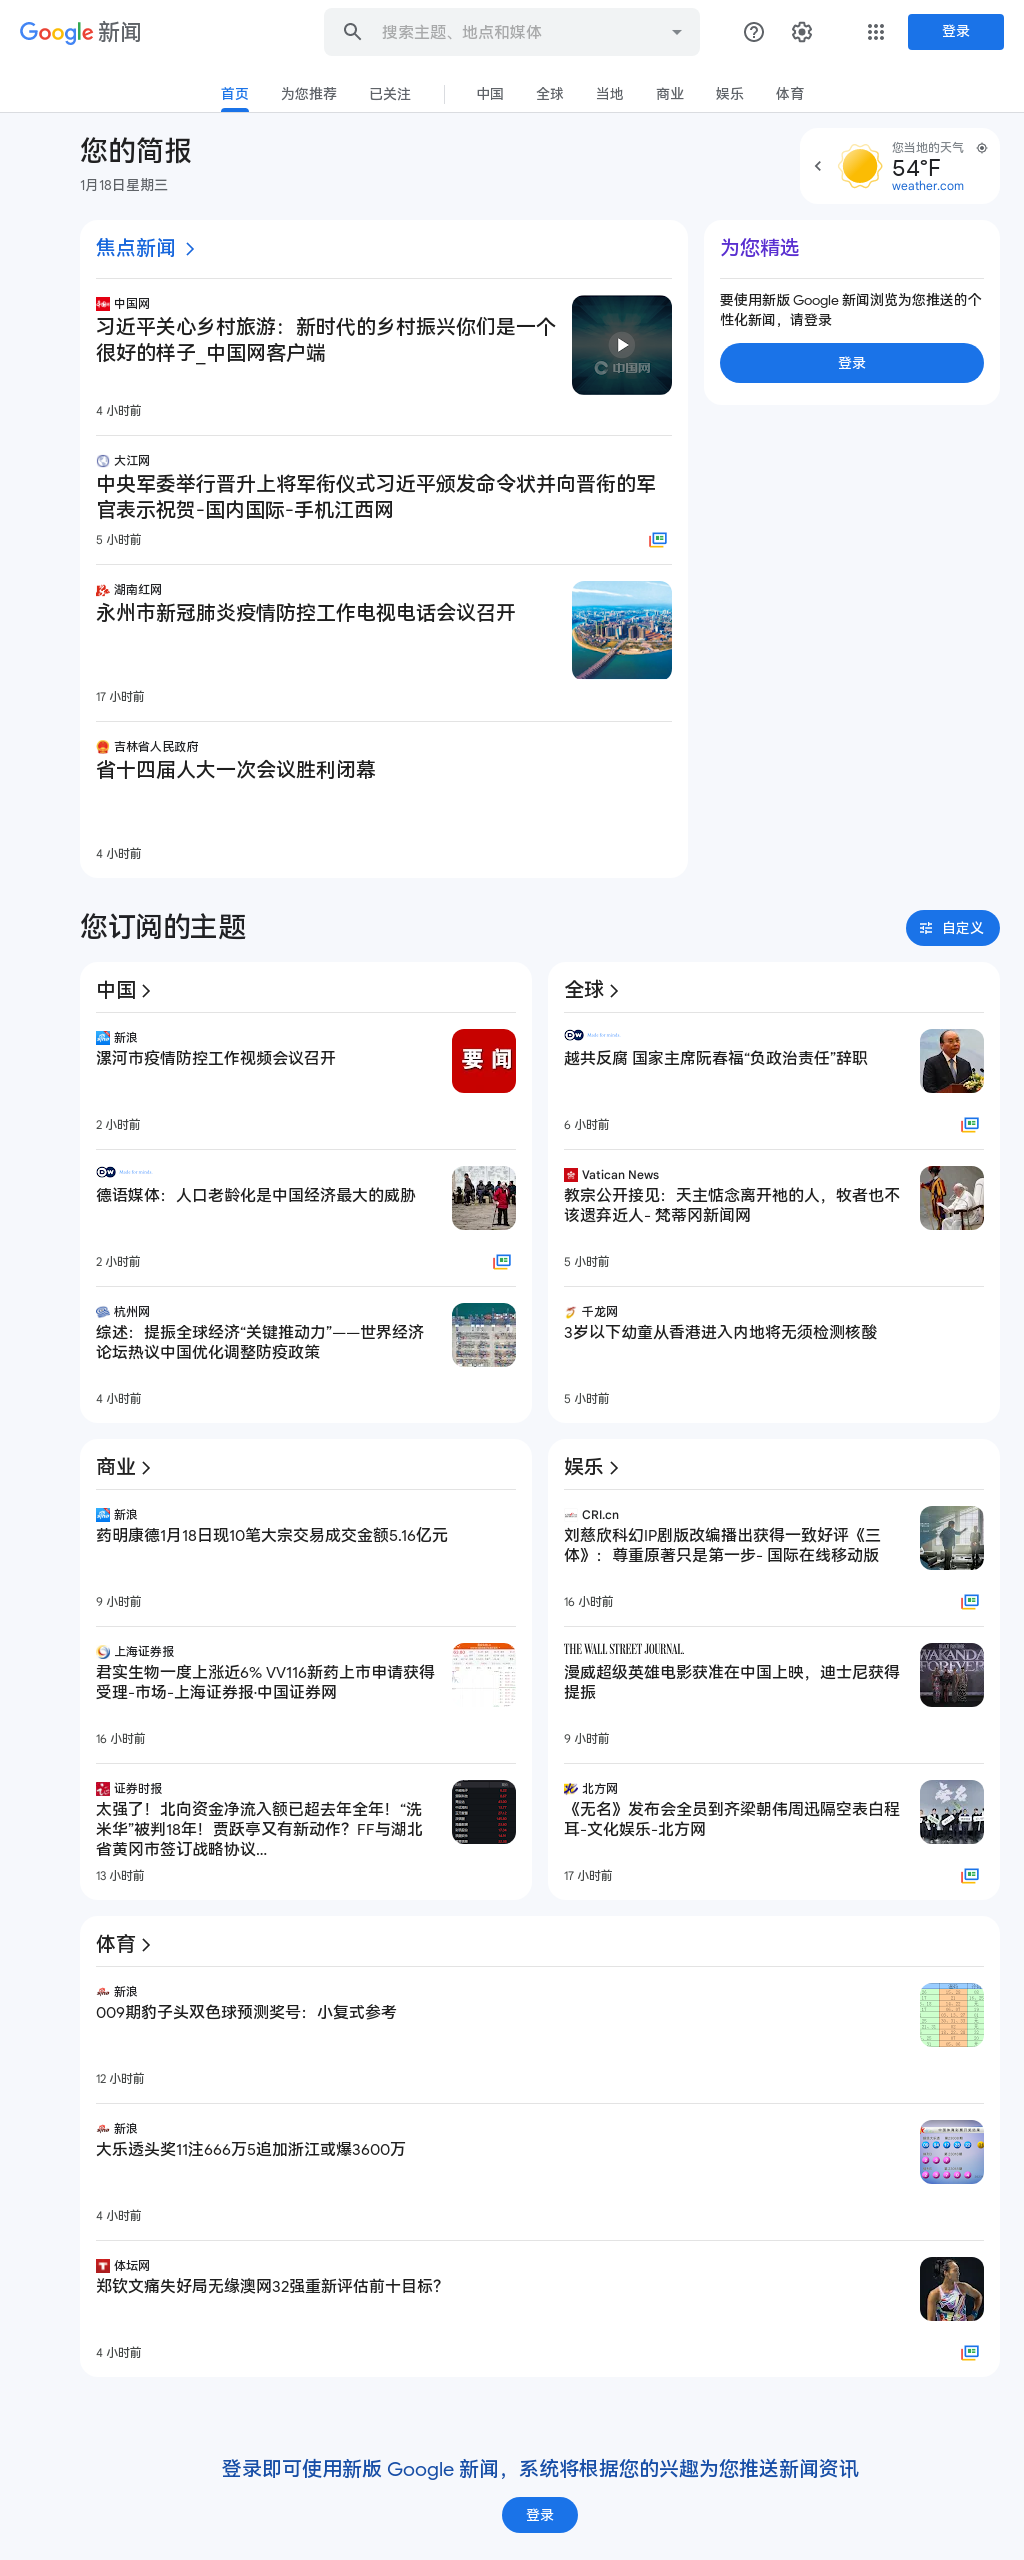 Google 新闻
搜索主题、地点和媒体
登录
首页
为您推荐
已关注
中国
全球
当地
商业
娱乐
体育
您的简报
1月18日星期三
您当地的天气
54°F
weather.com
焦点新闻
中国网
习近平关心乡村旅游：新时代的乡村振兴你们是一个
很好的样子_中国网客户端
中国网
4 小时前
大江网
中央军委举行晋升上将军衔仪式习近平颁发命令状并向晋衔的军
官表示祝贺-国内国际-手机江西网
5 小时前
湖南红网
永州市新冠肺炎疫情防控工作电视电话会议召开
17 小时前
吉林省人民政府
省十四届人大一次会议胜利闭幕
4 小时前
为您精选
要使用新版 Google 新闻浏览为您推送的个
性化新闻，请登录
登录
您订阅的主题
自定义
中国
新浪
漯河市疫情防控工作视频会议召开
要闻
2 小时前
DW Made for minds
德语媒体：人口老龄化是中国经济最大的威胁
2 小时前
杭州网
综述：提振全球经济“关键推动力”——世界经济
论坛热议中国优化调整防疫政策
4 小时前
全球
DW Made for minds
越共反腐 国家主席阮春福“负政治责任”辞职
6 小时前
Vatican News
教宗公开接见：天主惦念离开祂的人，牧者也不
该遗弃近人- 梵蒂冈新闻网
5 小时前
千龙网
3岁以下幼童从香港进入内地将无须检测核酸
5 小时前
商业
新浪
药明康德1月18日现10笔大宗交易成交金额5.16亿元
9 小时前
上海证券报
君实生物一度上涨近6% VV116新药上市申请获得
受理-市场-上海证券报·中国证券网
16 小时前
证券时报
太强了！北向资金净流入额已超去年全年！“洗
米华”被判18年！贾跃亭又有新动作？FF与湖北
省黄冈市签订战略协议...
13 小时前
娱乐
CRI.cn
刘慈欣科幻IP剧版改编播出获得一致好评《三
体》：尊重原著只是第一步- 国际在线移动版
16 小时前
THE WALL STREET JOURNAL.
漫威超级英雄电影获准在中国上映，迪士尼获得
提振
WAKANDA
FOREVER
9 小时前
北方网
《无名》发布会全员到齐梁朝伟周迅隔空表白程
耳-文化娱乐-北方网
17 小时前
体育
新浪
009期豹子头双色球预测奖号：小复式参考
12 小时前
新浪
大乐透头奖11注666万5追加浙江或爆3600万
4 小时前
体坛网
郑钦文痛失好局无缘澳网32强重新评估前十目标？
4 小时前
登录即可使用新版 Google 新闻，系统将根据您的兴趣为您推送新闻资讯
登录